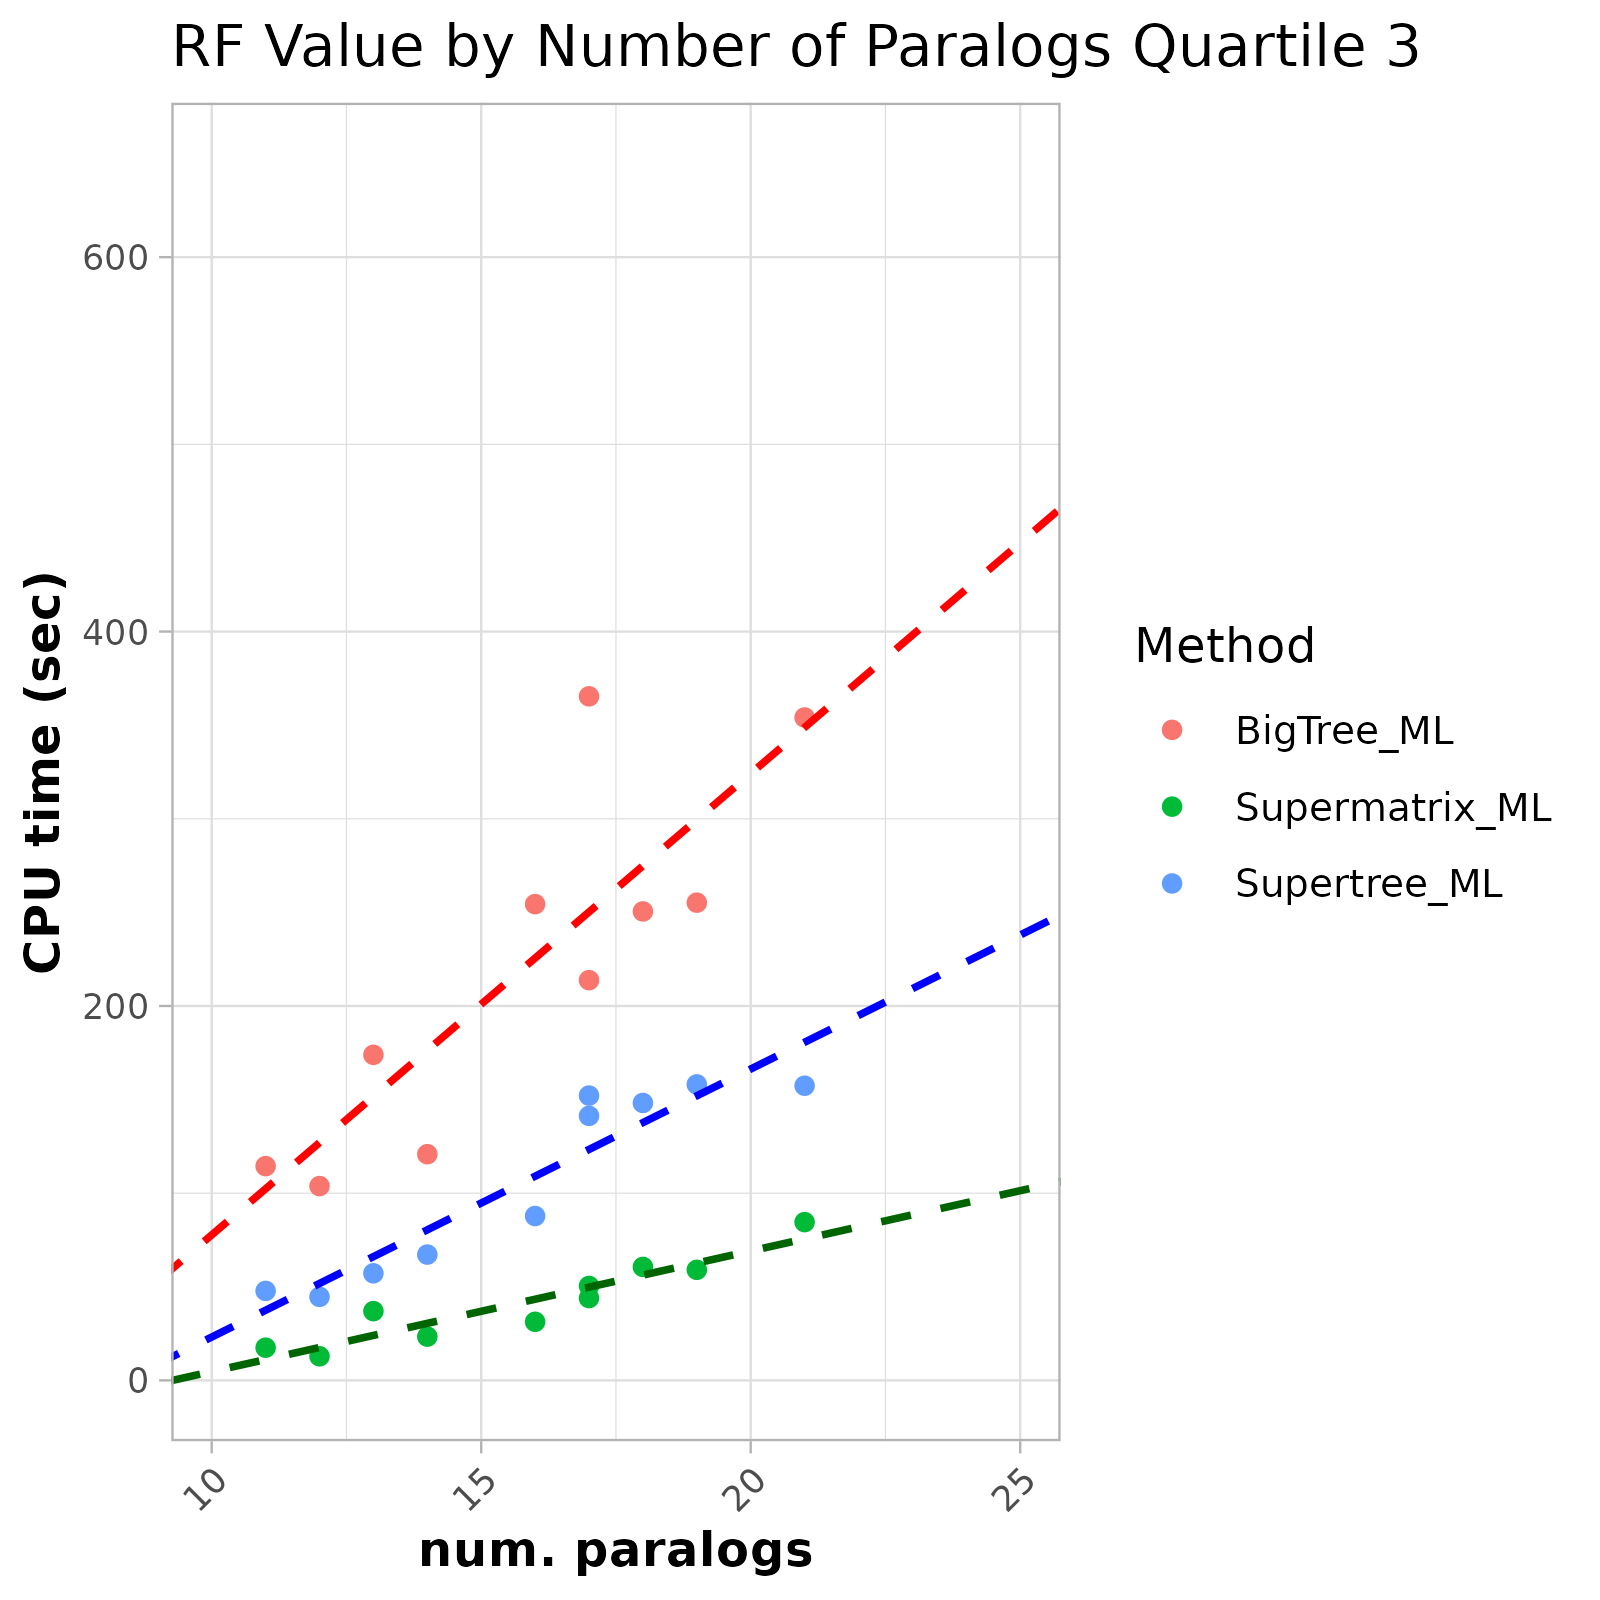 RF Value by Number of Paralogs Quartile 3
CPU time (sec)
600
400
200
0
10
15
20
25
num. paralogs
Method
BigTree_ML
Supermatrix_ML
Supertree_ML